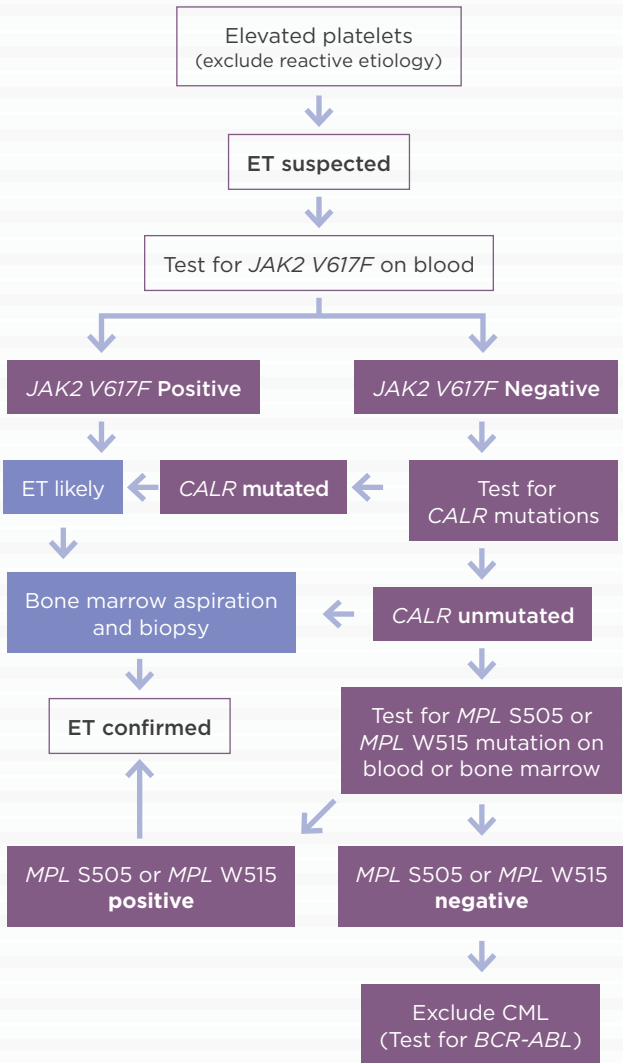 Elevated platelets
(exclude reactive etiology)
ET suspected
Test for JAK2 V617F on blood
JAK2 V617F Positive
JAK2 V617F Negative
ET likely
CALR mutated
Test for
CALR mutations
Bone marrow aspiration
and biopsy
CALR unmutated
ET confirmed
Test for MPL S505 or
MPL W515 mutation on
blood or bone marrow
MPL S505 or MPL W515
positive
MPL S505 or MPL W515
negative
Exclude CML
(Test for BCR-ABL)